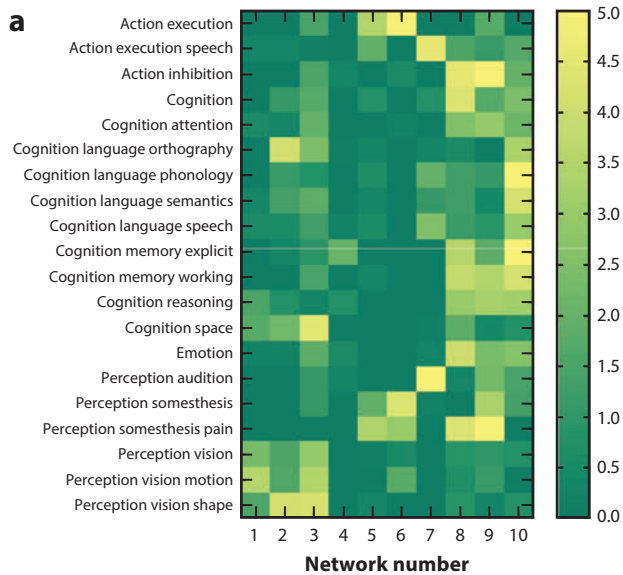 a
Action execution
Action execution speech
Action inhibition
Cognition
Cognition attention
Cognition language orthography
Cognition language phonology
Cognition language semantics
Cognition language speech
Cognition memory explicit
Cognition memory working
Cognition reasoning
Cognition space
Emotion
Perception audition
Perception somesthesis
Perception somesthesis pain
Perception vision
Perception vision motion
Perception vision shape
1 2 3 4 5 6 7 8 9 10
Network number
5.0
4.5
4.0
3.5
3.0
2.5
2.0
1.5
1.0
0.5
0.0